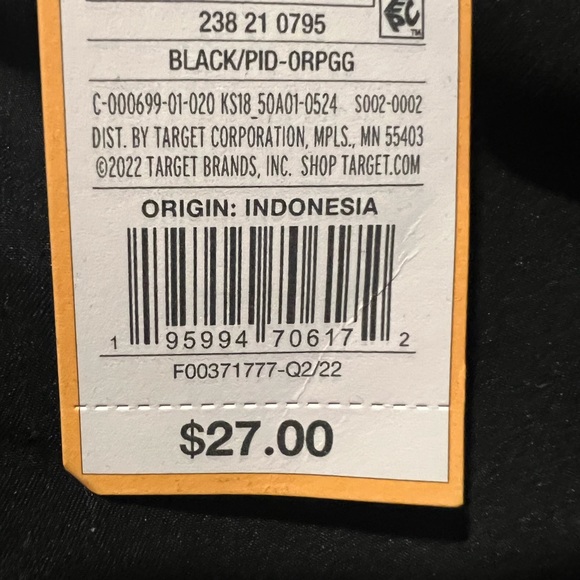 238 21 0795
BLACK/PID-0RPGG
C-000699-01-020 KS18_50A01-0524 S002-0002
DIST. BY TARGET CORPORATION, MPLS., MN 55403
©2022 TARGET BRANDS, INC. SHOP TARGET.COM
ORIGIN: INDONESIA
1 95994 70617 2
F00371777-Q2/22
$27.00